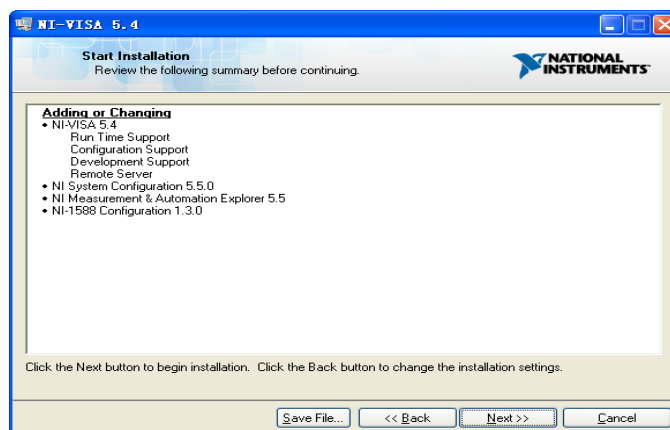 NI-VISA 5.4
Start Installation
Review the following summary before continuing.
NATIONAL
INSTRUMENTS™
Adding or Changing
• NI-VISA 5.4
Run Time Support
Configuration Support
Development Support
Remote Server
• NI System Configuration 5.5.0
• NI Measurement & Automation Explorer 5.5
• NI-1588 Configuration 1.3.0
Click the Next button to begin installation. Click the Back button to change the installation settings.
Save File... << Back Next >> Cancel